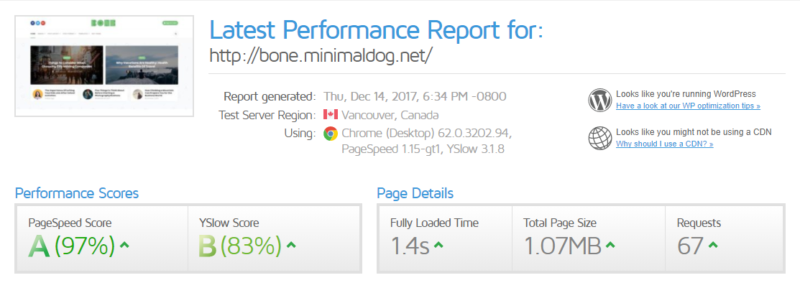 Latest Performance Report for:
http://bone.minimaldog.net/
Report generated: Thu, Dec 14, 2017, 6:34 PM -0800
Test Server Region: Vancouver, Canada
Using: Chrome (Desktop) 62.0.3202.94,
PageSpeed 1.15-gt1, YSlow 3.1.8
Looks like you're running WordPress
Have a look at our WP optimization tips »
Looks like you might not be using a CDN
Why should I use a CDN? »
Performance Scores
PageSpeed Score
A (97%)
YSlow Score
B (83%)
Page Details
Fully Loaded Time
1.4s
Total Page Size
1.07MB
Requests
67